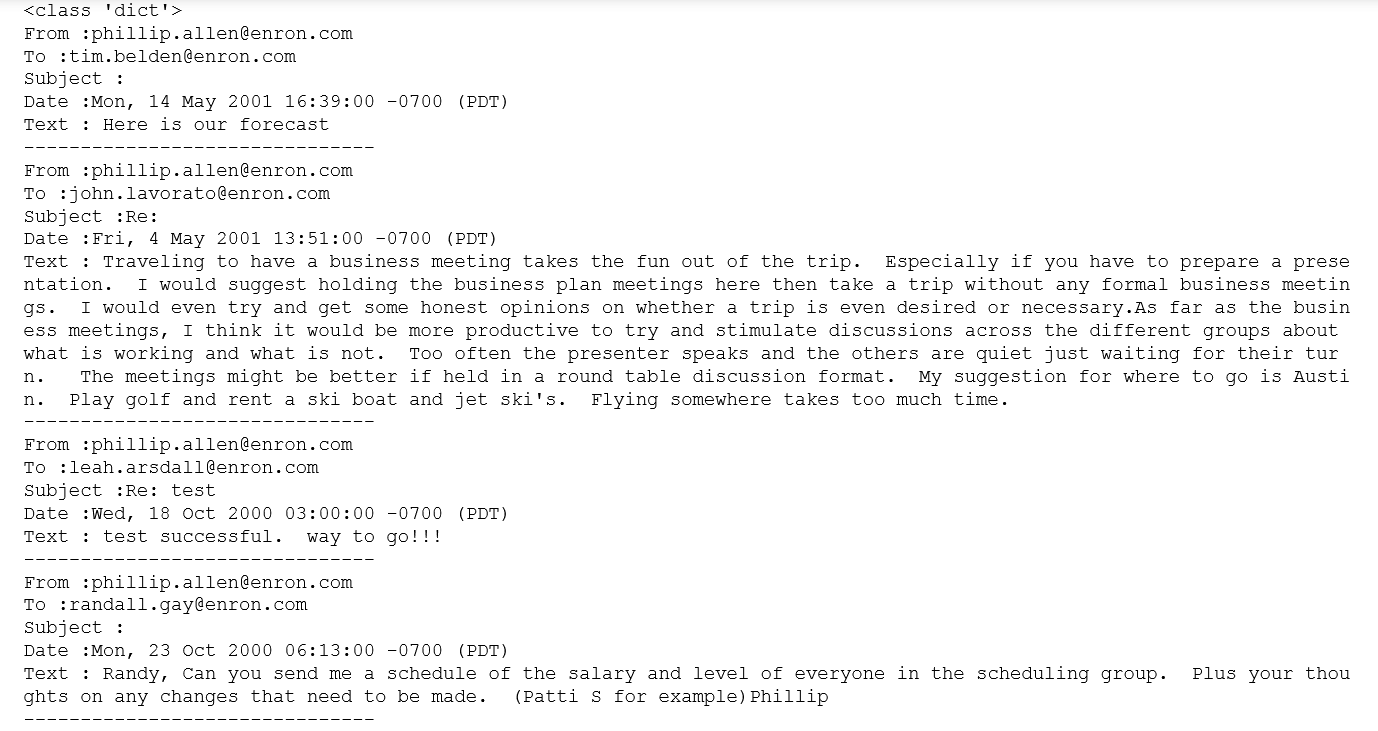 <class 'dict'>
From :phillip.allen@enron.com
To :tim.belden@enron.com
Subject :
Date :Mon, 14 May 2001 16:39:00 -0700 (PDT)
Text : Here is our forecast
-------------------------------
From :phillip.allen@enron.com
To :john.lavorato@enron.com
Subject :Re:
Date :Fri, 4 May 2001 13:51:00 -0700 (PDT)
Text : Traveling to have a business meeting takes the fun out of the trip.  Especially if you have to prepare a prese
ntation.  I would suggest holding the business plan meetings here then take a trip without any formal business meetin
gs.  I would even try and get some honest opinions on whether a trip is even desired or necessary.As far as the busin
ess meetings, I think it would be more productive to try and stimulate discussions across the different groups about
what is working and what is not.  Too often the presenter speaks and the others are quiet just waiting for their tur
n.   The meetings might be better if held in a round table discussion format.  My suggestion for where to go is Austi
n.  Play golf and rent a ski boat and jet ski's.  Flying somewhere takes too much time.
-------------------------------
From :phillip.allen@enron.com
To :leah.arsdall@enron.com
Subject :Re: test
Date :Wed, 18 Oct 2000 03:00:00 -0700 (PDT)
Text : test successful.  way to go!!!
-------------------------------
From :phillip.allen@enron.com
To :randall.gay@enron.com
Subject :
Date :Mon, 23 Oct 2000 06:13:00 -0700 (PDT)
Text : Randy, Can you send me a schedule of the salary and level of everyone in the scheduling group.  Plus your thou
ghts on any changes that need to be made.  (Patti S for example)Phillip
-------------------------------